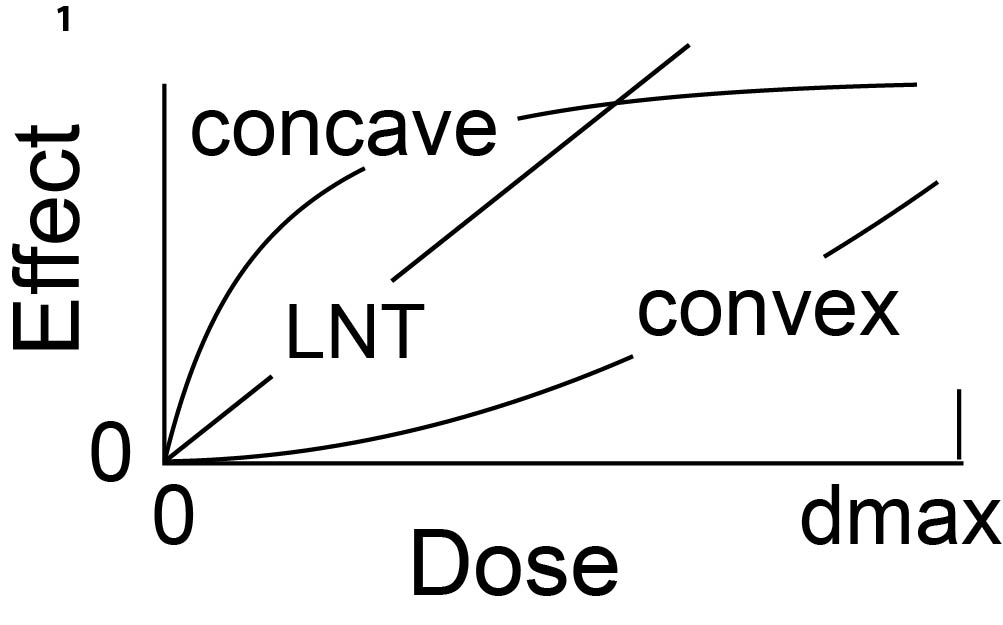 1
Effect
concave
LNT
convex
0
0
dmax
Dose